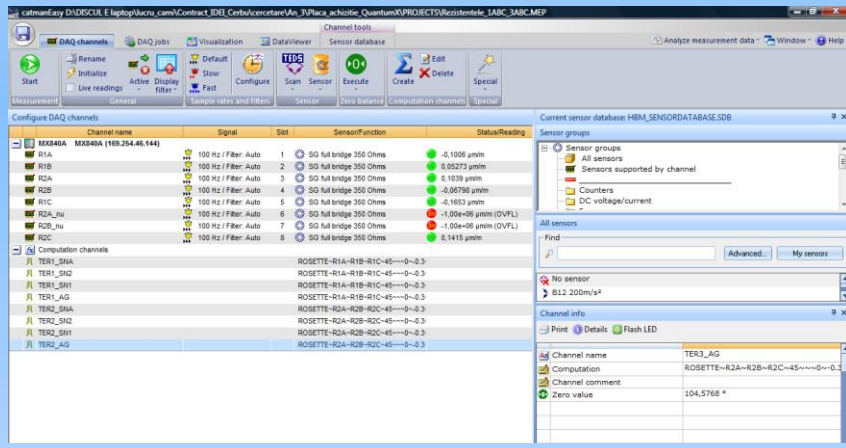 catmanEasy D:\DISCUL E laptop\lucru_cami\Contract_IDEI_Cerbu\cercetare\An_3\Placa_achizitie_QuantumX\PROJECTS\Rezistentele_1ABC_3ABC.MEP
Channel tools
DAQ channels DAQ jobs Visualization DataViewer Sensor database
Analyze measurement data Window Help
Start
Rename
Initialize
Live readings
Active Display filter
Default
Slow
Fast
Configure
TEDS
Scan Sensor
Execute
Create
Edit
Delete
Special
Measurement General Sample rates and filters Sensor Zero balance Computation channels Special
Configure DAQ channels
Channel name Signal Slot Sensor/Function Status/Reading
MX840A MX840A (169.254.46.144)
R1A 100 Hz / Filter: Auto 1 SG full bridge 350 Ohms -0,1006 µm/m
R1B 100 Hz / Filter: Auto 2 SG full bridge 350 Ohms 0,05273 µm/m
R2A 100 Hz / Filter: Auto 3 SG full bridge 350 Ohms 0,1039 µm/m
R2B 100 Hz / Filter: Auto 4 SG full bridge 350 Ohms -0,06798 µm/m
R1C 100 Hz / Filter: Auto 5 SG full bridge 350 Ohms -0,1653 µm/m
R2A_nu 100 Hz / Filter: Auto 6 SG full bridge 350 Ohms -1,00e+06 µm/m (OVFL)
R2B_nu 100 Hz / Filter: Auto 7 SG full bridge 350 Ohms -1,00e+06 µm/m (OVFL)
R2C 100 Hz / Filter: Auto 8 SG full bridge 350 Ohms 0,1415 µm/m
Computation channels
TER1_SNA ROSETTE~R1A~R1B~R1C~45~~~0~-0.3
TER1_SN2 ROSETTE~R1A~R1B~R1C~45~~~0~-0.3
TER1_SN1 ROSETTE~R1A~R1B~R1C~45~~~0~-0.3
TER1_AG ROSETTE~R1A~R1B~R1C~45~~~0~-0.3
TER2_SNA ROSETTE~R2A~R2B~R2C~45~~~0~-0.3
TER2_SN2 ROSETTE~R2A~R2B~R2C~45~~~0~-0.3
TER2_SN1 ROSETTE~R2A~R2B~R2C~45~~~0~-0.3
TER2_AG ROSETTE~R2A~R2B~R2C~45~~~0~-0.3
Current sensor database: HBM_SENSORDATABASE.SDB
Sensor groups
Sensor groups
All sensors
Sensors supported by channel
Counters
DC voltage/current
All sensors
Find
Advanced... My sensors
No sensor
B12 200m/s²
Channel info
Print Details Flash LED
Channel name TER3_AG
Computation ROSETTE~R2A~R2B~R2C~45~~~0~-0.3
Channel comment
Zero value 104,5768 *